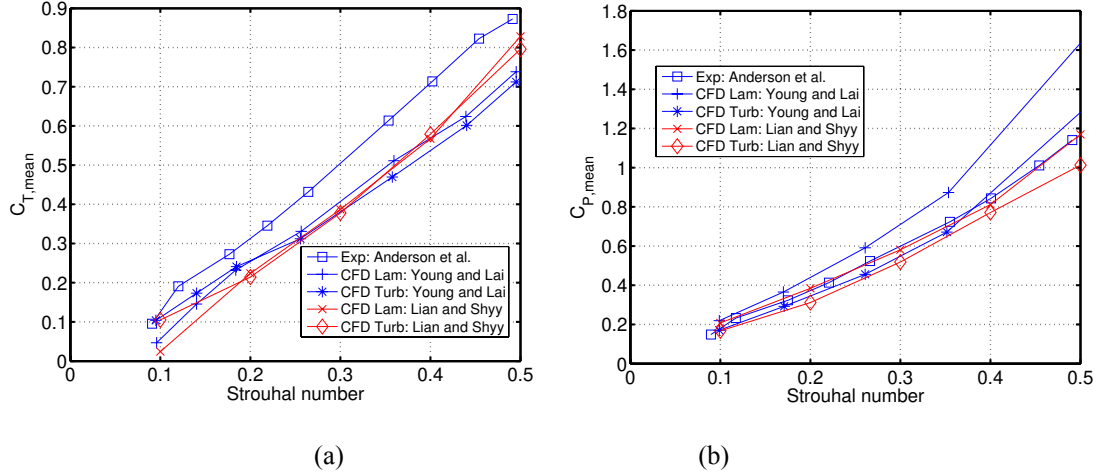 0.9
0.8
0.7
0.6
0.5
0.4
0.3
0.2
0.1
0
C_T,mean
0 0.1 0.2 0.3 0.4 0.5
Strouhal number
Exp: Anderson et al.
CFD Lam: Young and Lai
CFD Turb: Young and Lai
CFD Lam: Lian and Shyy
CFD Turb: Lian and Shyy
(a)
1.8
1.6
1.4
1.2
1
0.8
0.6
0.4
0.2
0
C_P,mean
0 0.1 0.2 0.3 0.4 0.5
Strouhal number
Exp: Anderson et al.
CFD Lam: Young and Lai
CFD Turb: Young and Lai
CFD Lam: Lian and Shyy
CFD Turb: Lian and Shyy
(b)